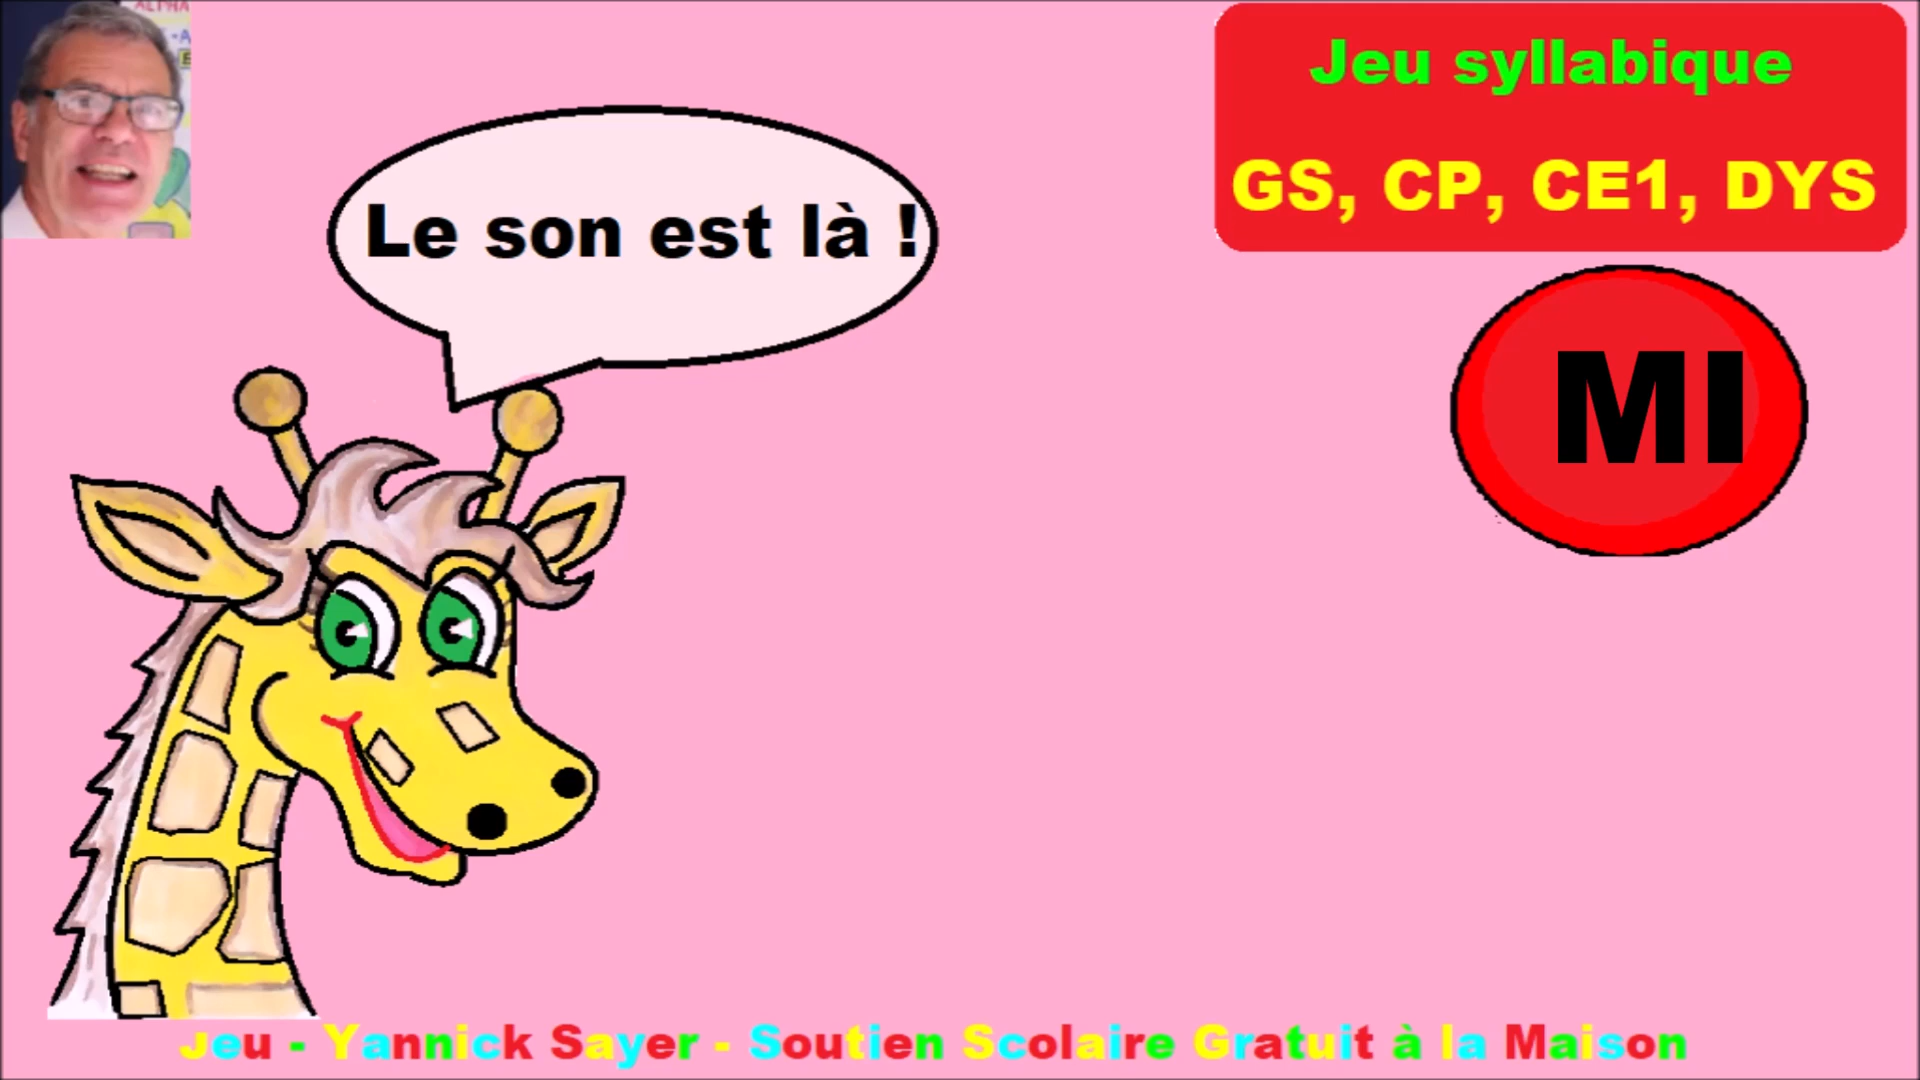 ALPHA
Jeu syllabique
GS, CP, CE1, DYS
Le son est là !
MI
Jeu - Yannick Sayer - Soutien Scolaire Gratuit à la Maison